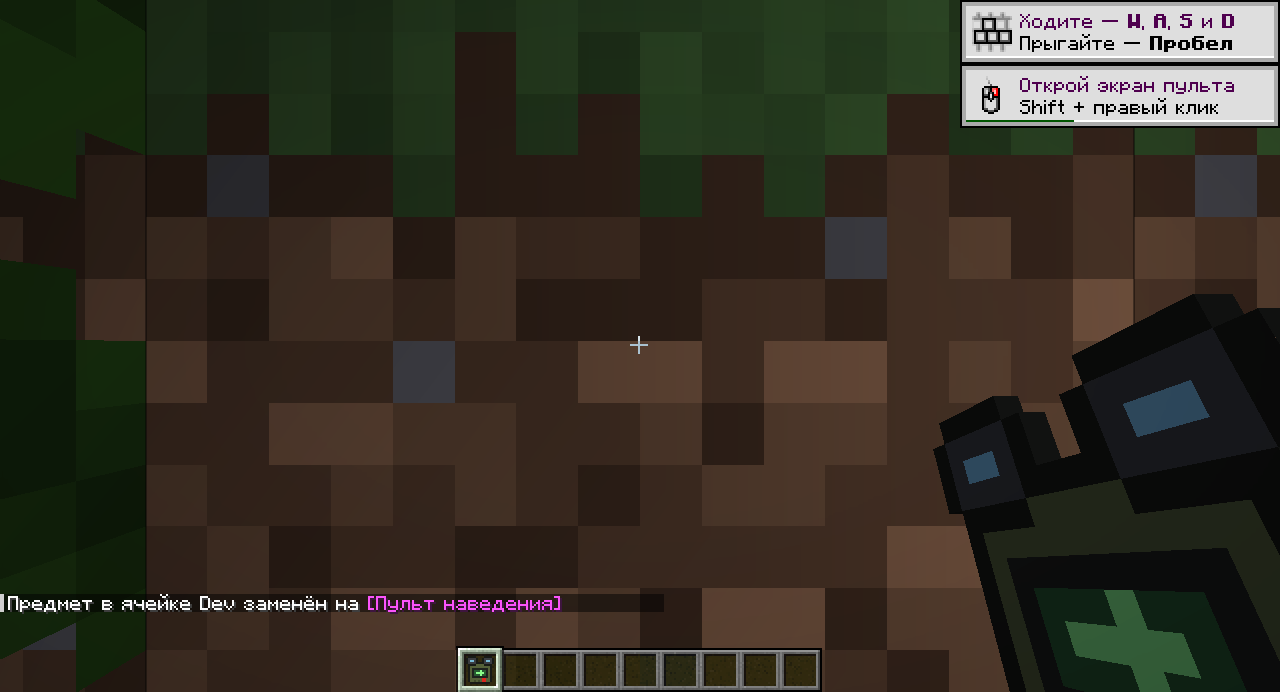 Ходите — W, A, S и D
Прыгайте — Пробел
Открой экран пульта
Shift + правый клик
Предмет в ячейке Dev заменён на [Пульт наведения]